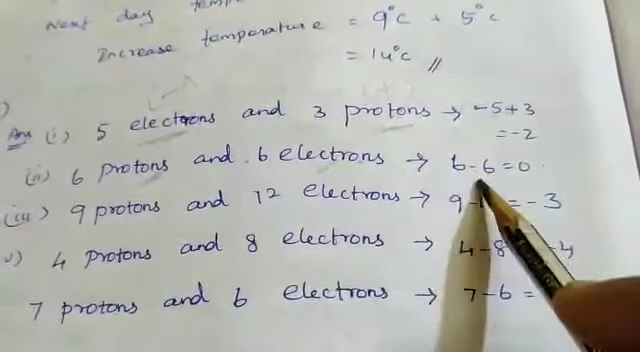 Next day
Increase temperature = 9°c + 5°c
= 14°c //
Ans (i) 5 electrons and 3 protons → -5+3
= -2
(ii) 6 protons and 6 electrons → 6-6=0
(iii) 9 protons and 12 electrons → 9-1 = -3
) 4 protons and 8 electrons → 4-8 -4
7 protons and 6 electrons → 7-6 =